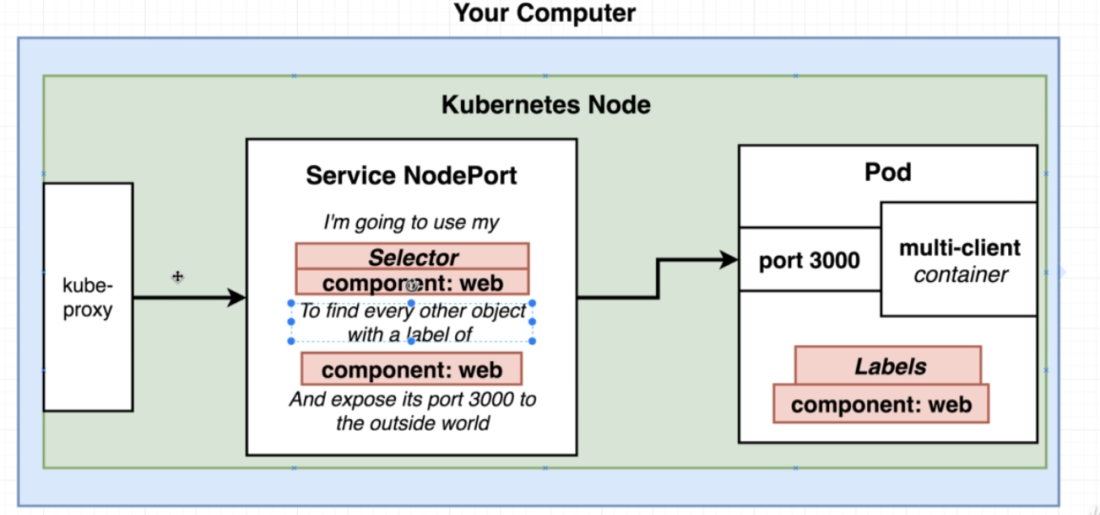 Your Computer
Kubernetes Node
kube-
proxy
Service NodePort
I'm going to use my
Selector
component: web
To find every other object
with a label of
component: web
And expose its port 3000 to
the outside world
Pod
port 3000
multi-client
container
Labels
component: web